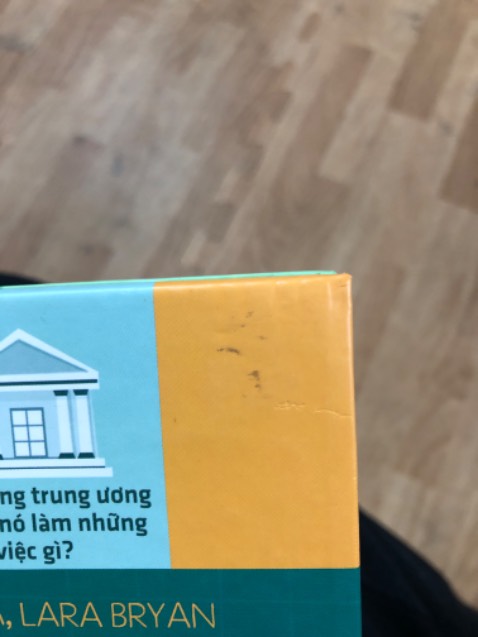 ng trung ương
nó làm những
việc gì?
, LARA BRYAN